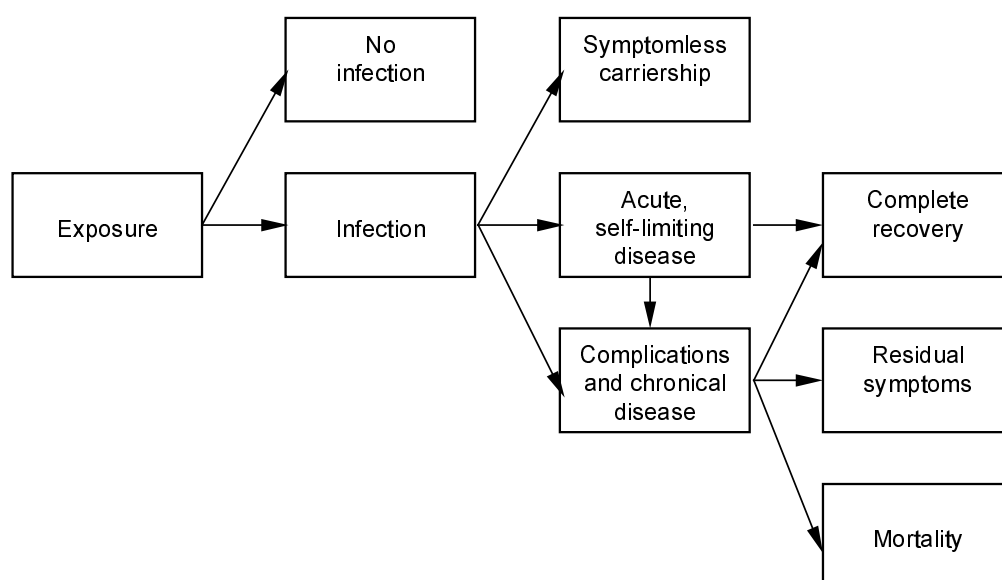 No
infection
Symptomless
carriership
Exposure
Infection
Acute,
self-limiting
disease
Complete
recovery
Complications
and chronical
disease
Residual
symptoms
Mortality